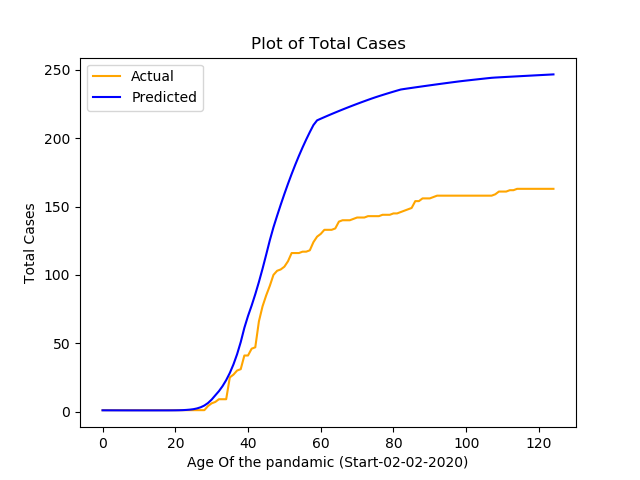 Plot of Total Cases
Actual
Predicted
250
200
150
100
50
0
Total Cases
0 20 40 60 80 100 120
Age Of the pandamic (Start-02-02-2020)